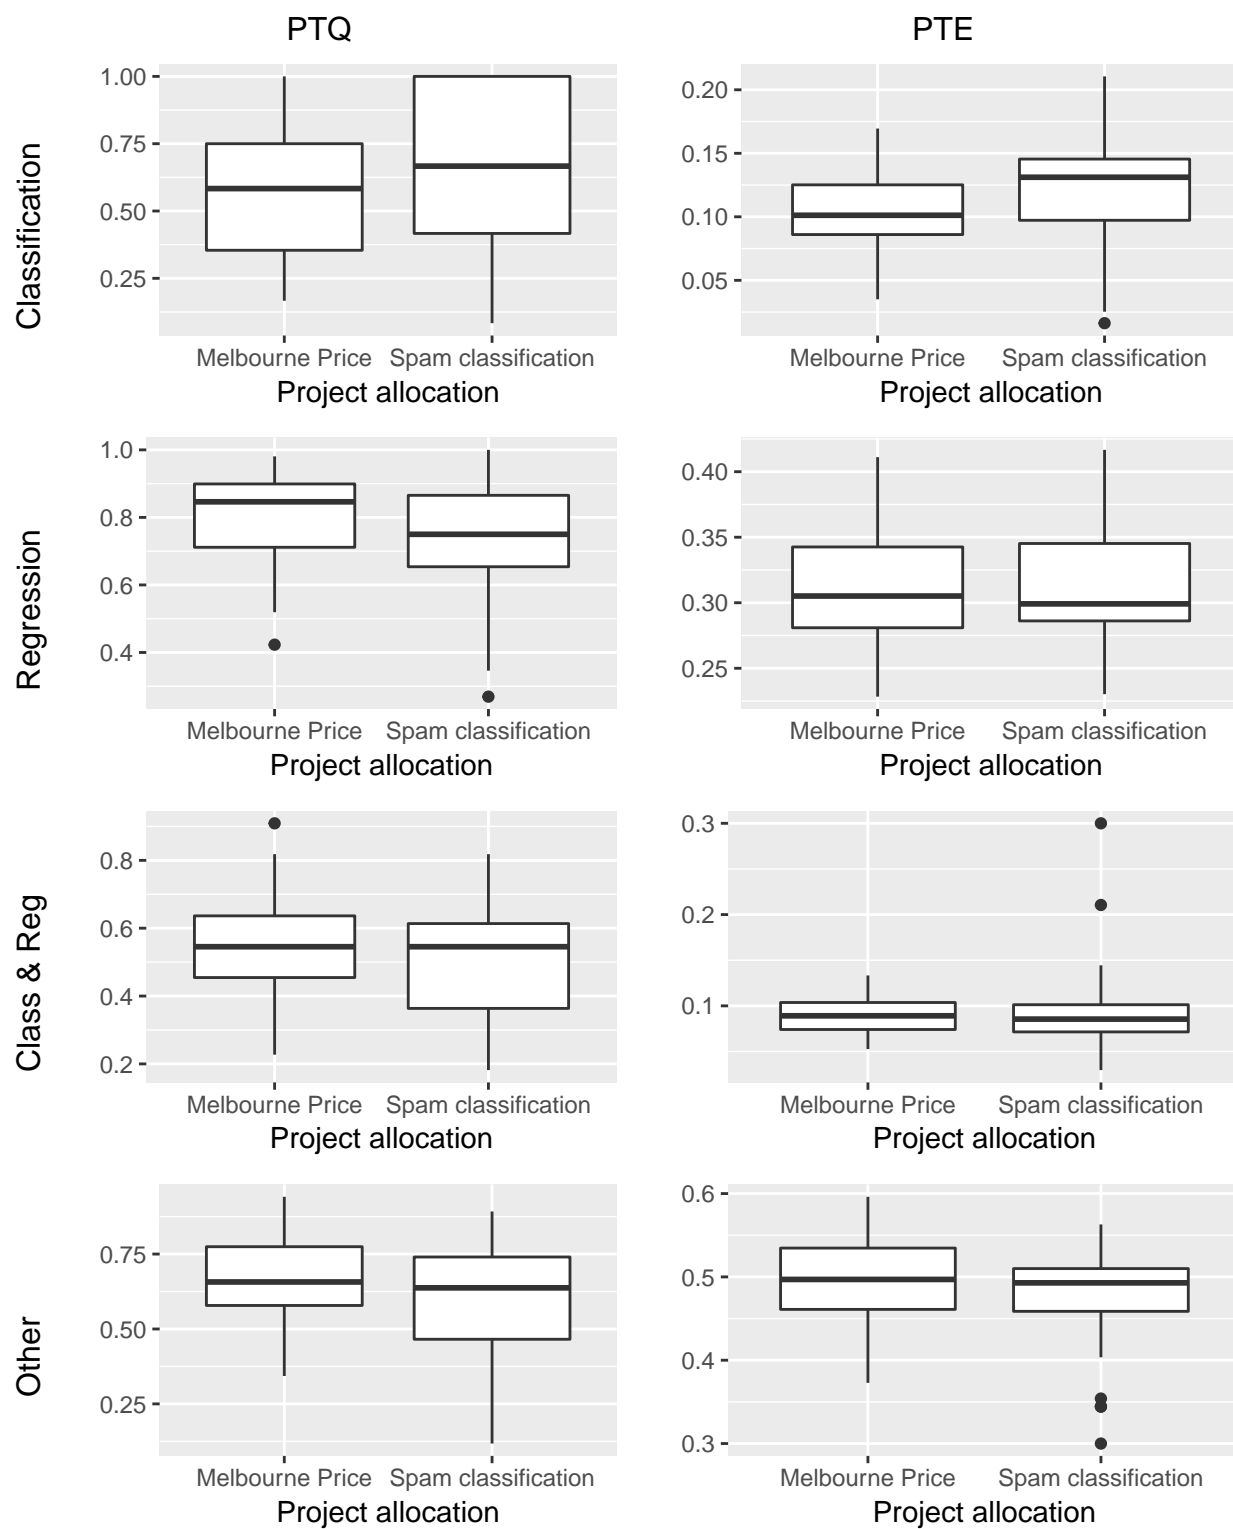 PTQ
PTE
Classification
1.00
0.75
0.50
0.25
Melbourne Price Spam classification
Project allocation
0.20
0.15
0.10
0.05
Melbourne Price Spam classification
Project allocation
Regression
1.0
0.8
0.6
0.4
Melbourne Price Spam classification
Project allocation
0.40
0.35
0.30
0.25
Melbourne Price Spam classification
Project allocation
Class & Reg
0.8
0.6
0.4
0.2
Melbourne Price Spam classification
Project allocation
0.3
0.2
0.1
Melbourne Price Spam classification
Project allocation
Other
0.75
0.50
0.25
Melbourne Price Spam classification
Project allocation
0.6
0.5
0.4
0.3
Melbourne Price Spam classification
Project allocation